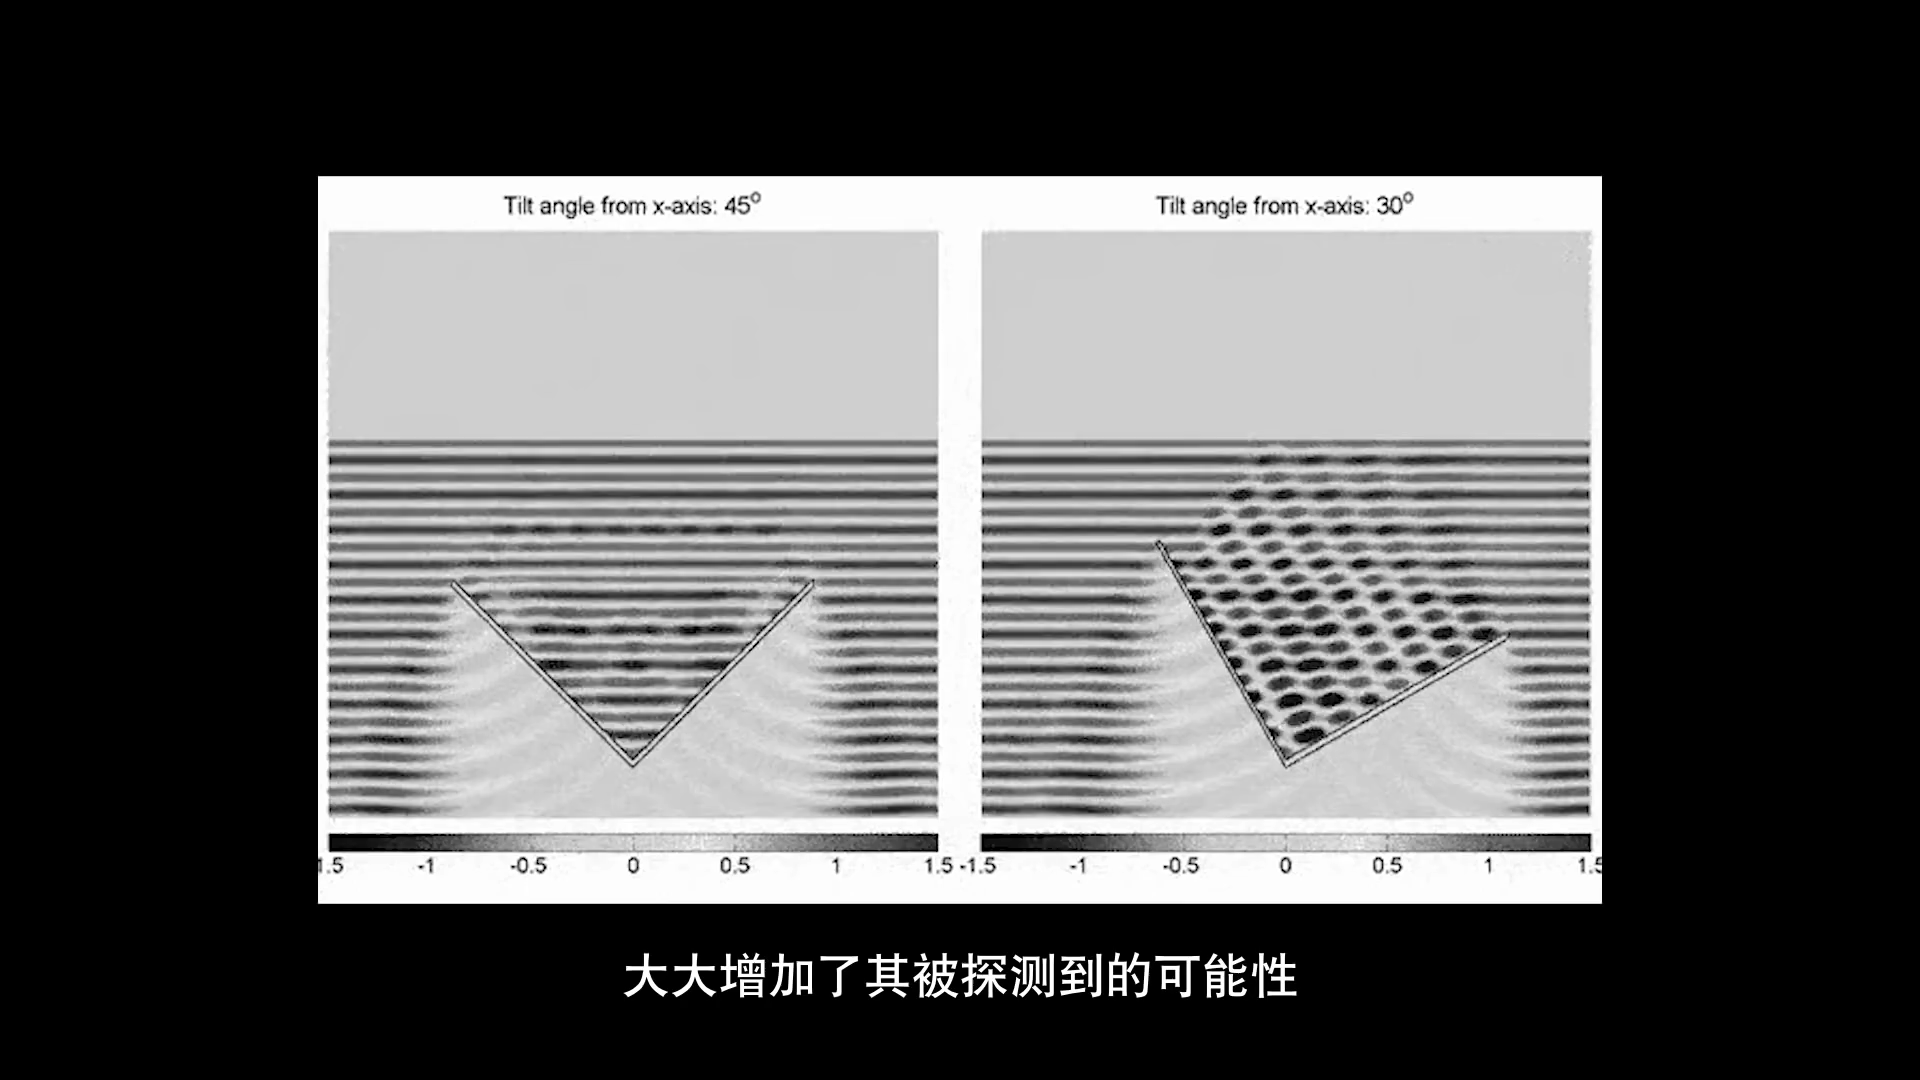 Tilt angle from x-axis: 45°
Tilt angle from x-axis: 30°
1.5 -1 -0.5 0 0.5 1 1.5
-1.5 -1 -0.5 0 0.5 1 1.5
大大增加了其被探测到的可能性